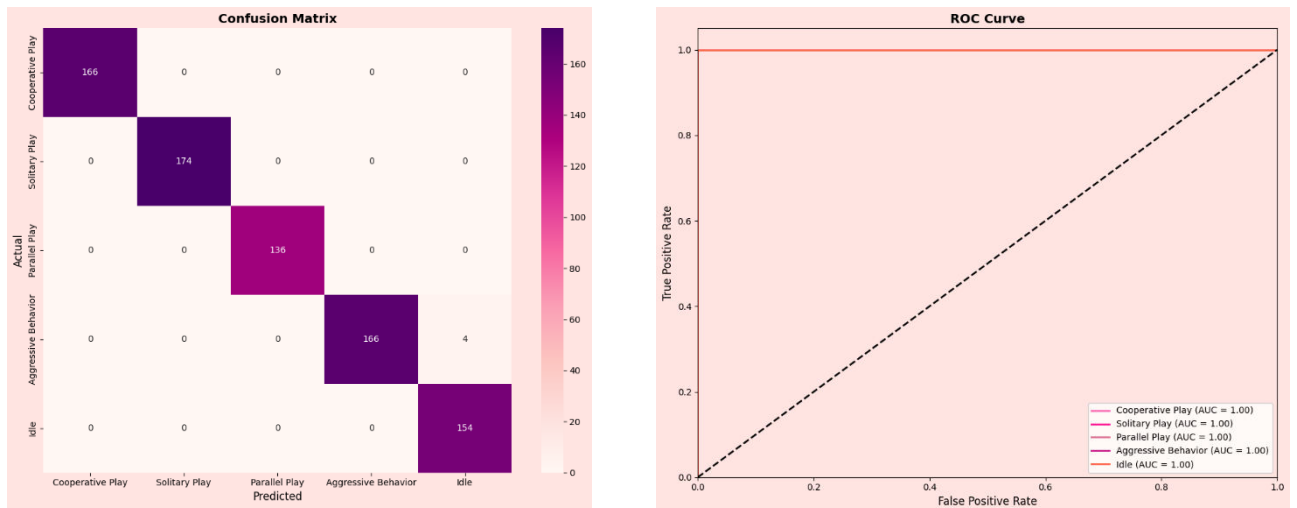 Confusion Matrix
Cooperative Play
Solitary Play
Parallel Play
Aggressive Behavior
Idle
Actual
166 0 0 0 0
0 174 0 0 0
0 0 136 0 0
0 0 0 166 4
0 0 0 0 154
Cooperative Play Solitary Play Parallel Play Aggressive Behavior Idle
Predicted
160
140
120
100
80
60
40
20
0
ROC Curve
True Positive Rate
1.0
0.8
0.6
0.4
0.2
0.0
0.0 0.2 0.4 0.6 0.8 1.0
False Positive Rate
Cooperative Play (AUC = 1.00)
Solitary Play (AUC = 1.00)
Parallel Play (AUC = 1.00)
Aggressive Behavior (AUC = 1.00)
Idle (AUC = 1.00)